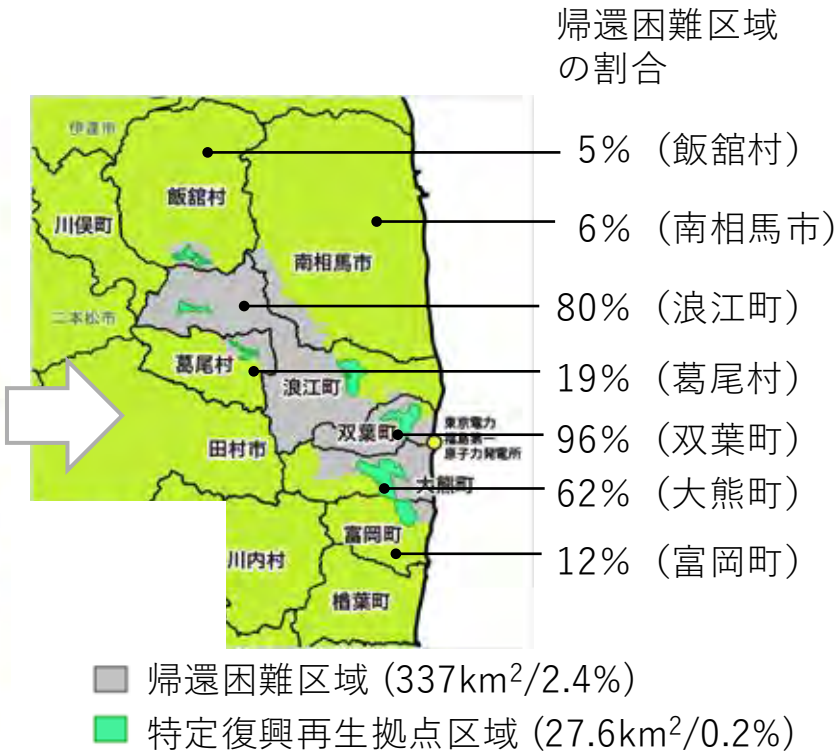 帰還困難区域
の割合
5%（飯舘村）
6%（南相馬市）
80%（浪江町）
19%（葛尾村）
96%（双葉町）
62%（大熊町）
12%（富岡町）
伊達市
飯舘村
川俣町
南相馬市
二本松市
葛尾村
浪江町
双葉町
東京電力
福島第一
原子力発電所
田村市
大熊町
富岡町
川内村
楢葉町
帰還困難区域 (337km²/2.4%)
特定復興再生拠点区域 (27.6km²/0.2%)